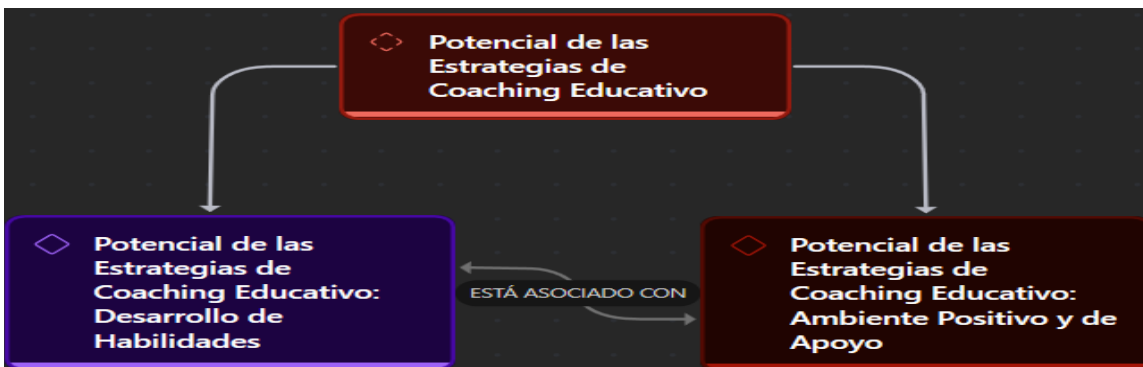 Potencial de las
Estrategias de
Coaching Educativo
Potencial de las
Estrategias de
Coaching Educativo:
Desarrollo de
Habilidades
ESTÁ ASOCIADO CON
Potencial de las
Estrategias de
Coaching Educativo:
Ambiente Positivo y de
Apoyo